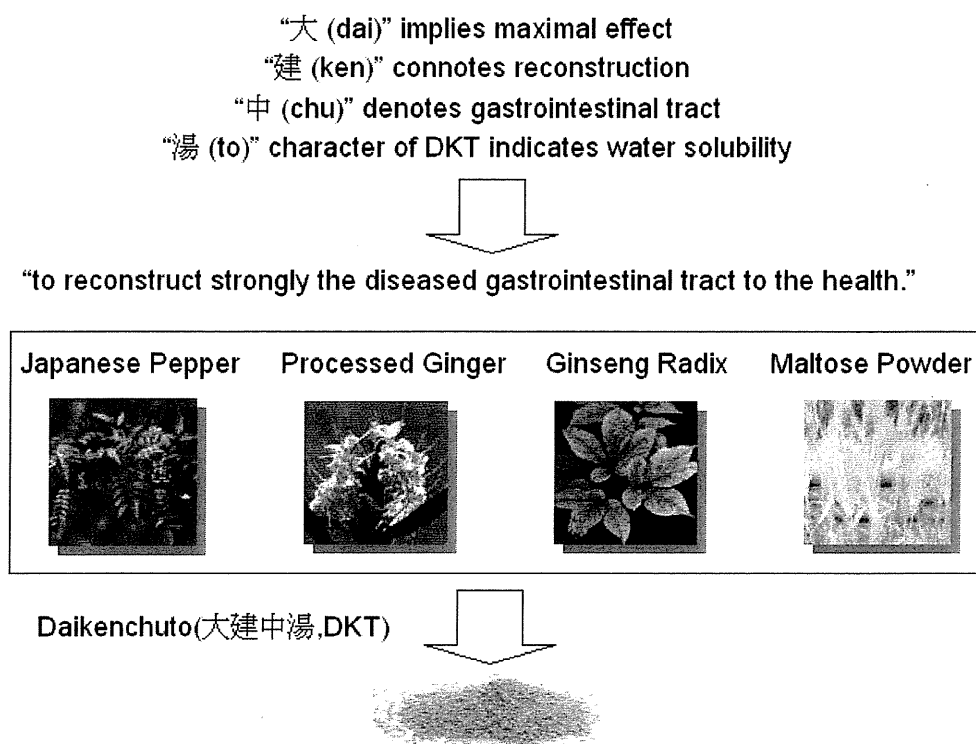 “大 (dai)” implies maximal effect
“建 (ken)” connotes reconstruction
“中 (chu)” denotes gastrointestinal tract
“湯 (to)” character of DKT indicates water solubility
“to reconstruct strongly the diseased gastrointestinal tract to the health.”
Japanese Pepper Processed Ginger Ginseng Radix Maltose Powder
Daikenchuto(大建中湯,DKT)